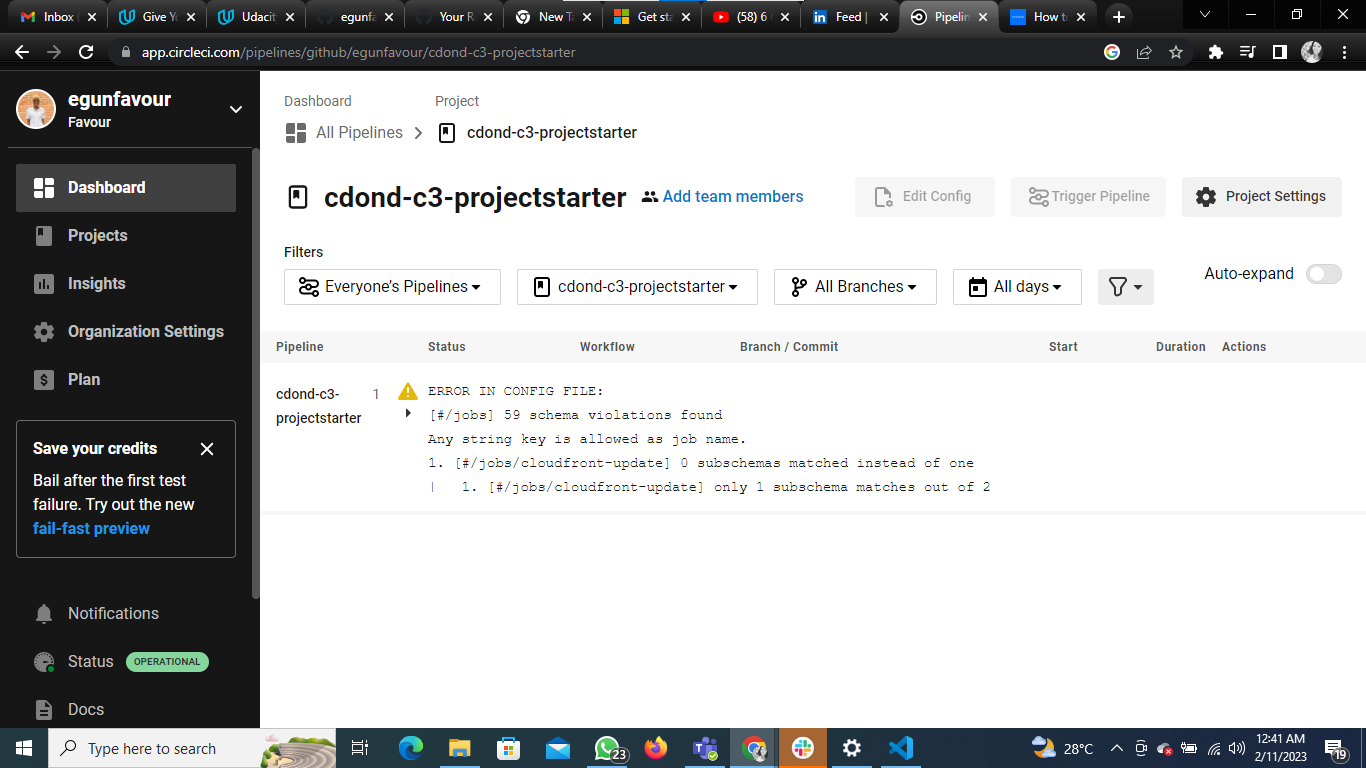 Inbox (
Give Yo
Udacit
egunfa
Your R
New Ta
Get sta
(58) 6
Feed |
Pipelin
How to
app.circleci.com/pipelines/github/egunfavour/cdond-c3-projectstarter
egunfavour
Favour
Dashboard
Projects
Insights
Organization Settings
Plan
Save your credits
Bail after the first test
failure. Try out the new
fail-fast preview
Notifications
Status OPERATIONAL
Docs
Dashboard Project
All Pipelines cdond-c3-projectstarter
cdond-c3-projectstarter Add team members Edit Config Trigger Pipeline Project Settings
Filters
Everyone's Pipelines cdond-c3-projectstarter All Branches All days Auto-expand
Pipeline Status Workflow Branch / Commit Start Duration Actions
cdond-c3-
projectstarter
1
ERROR IN CONFIG FILE:
[#/jobs] 59 schema violations found
Any string key is allowed as job name.
1. [#/jobs/cloudfront-update] 0 subschemas matched instead of one
| 1. [#/jobs/cloudfront-update] only 1 subschema matches out of 2
Type here to search
23
28°C
12:41 AM
2/11/2023
19